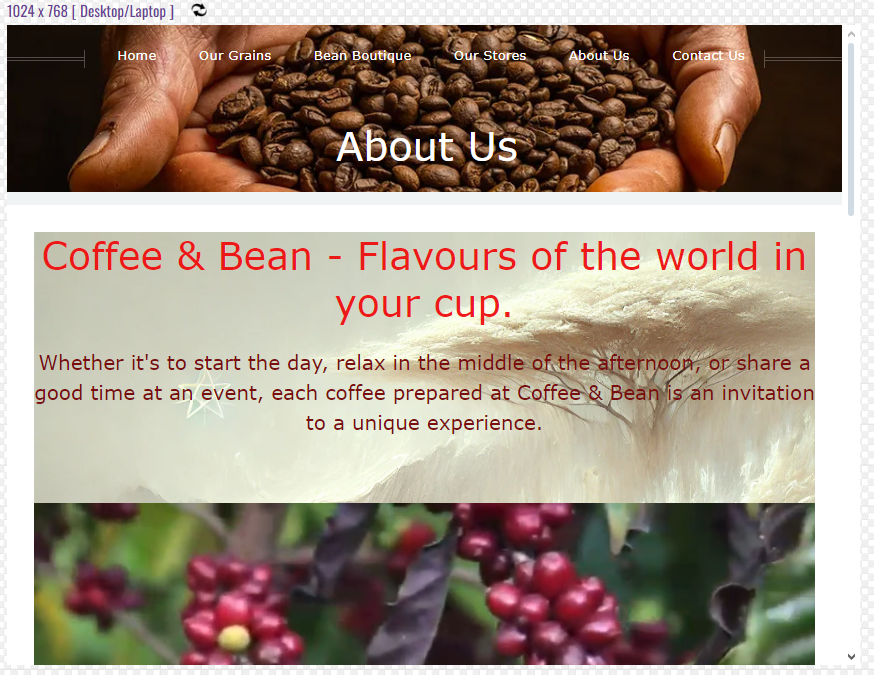 1024 x 768 [ Desktop/Laptop ]
Home Our Grains Bean Boutique Our Stores About Us Contact Us
About Us
Coffee & Bean - Flavours of the world in
your cup.
Whether it's to start the day, relax in the middle of the afternoon, or share a
good time at an event, each coffee prepared at Coffee & Bean is an invitation
to a unique experience.